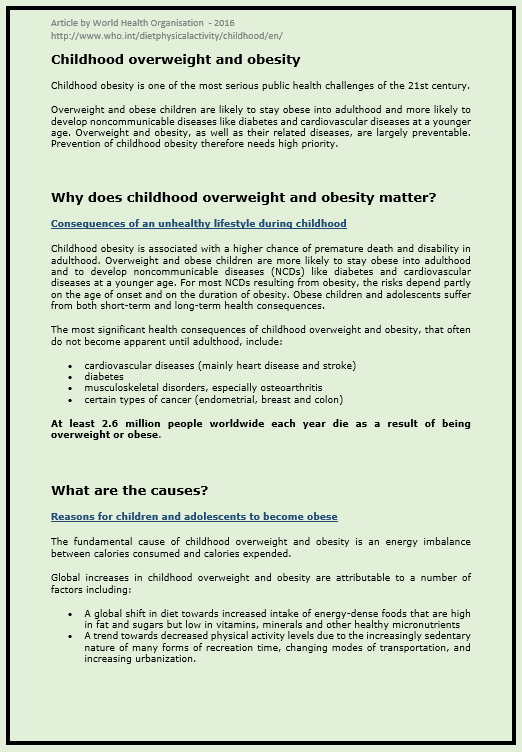 Article by World Health Organisation - 2016
http://www.who.int/dietphysicalactivity/childhood/en/
Childhood overweight and obesity
Childhood obesity is one of the most serious public health challenges of the 21st century.
Overweight and obese children are likely to stay obese into adulthood and more likely to
develop noncommunicable diseases like diabetes and cardiovascular diseases at a younger
age. Overweight and obesity, as well as their related diseases, are largely preventable.
Prevention of childhood obesity therefore needs high priority.
Why does childhood overweight and obesity matter?
Consequences of an unhealthy lifestyle during childhood
Childhood obesity is associated with a higher chance of premature death and disability in
adulthood. Overweight and obese children are more likely to stay obese into adulthood
and to develop noncommunicable diseases (NCDs) like diabetes and cardiovascular
diseases at a younger age. For most NCDs resulting from obesity, the risks depend partly
on the age of onset and on the duration of obesity. Obese children and adolescents suffer
from both short-term and long-term health consequences.
The most significant health consequences of childhood overweight and obesity, that often
do not become apparent until adulthood, include:
• cardiovascular diseases (mainly heart disease and stroke)
• diabetes
• musculoskeletal disorders, especially osteoarthritis
• certain types of cancer (endometrial, breast and colon)
At least 2.6 million people worldwide each year die as a result of being
overweight or obese.
What are the causes?
Reasons for children and adolescents to become obese
The fundamental cause of childhood overweight and obesity is an energy imbalance
between calories consumed and calories expended.
Global increases in childhood overweight and obesity are attributable to a number of
factors including:
• A global shift in diet towards increased intake of energy-dense foods that are high
in fat and sugars but low in vitamins, minerals and other healthy micronutrients
• A trend towards decreased physical activity levels due to the increasingly sedentary
nature of many forms of recreation time, changing modes of transportation, and
increasing urbanization.